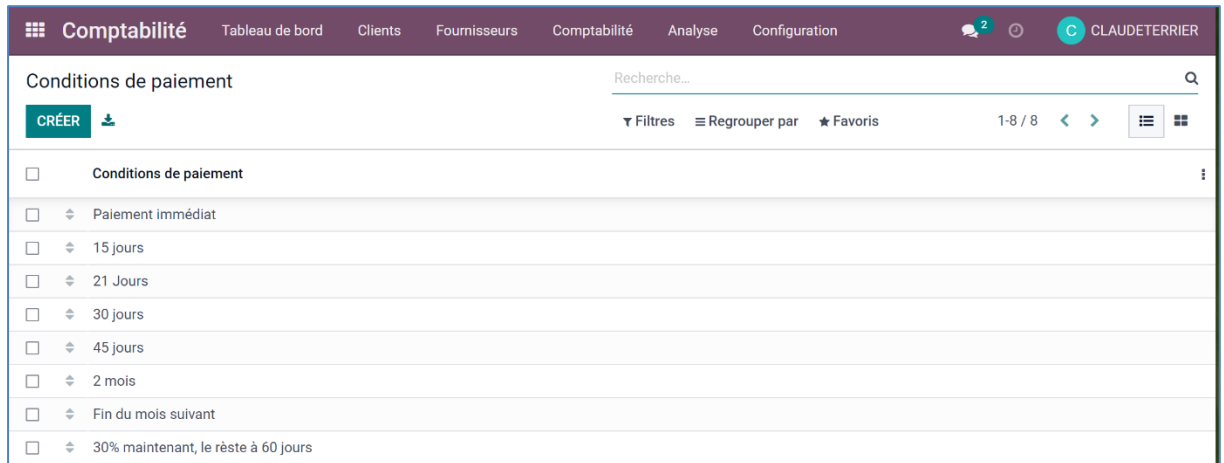 Comptabilité Tableau de bord Clients Fournisseurs Comptabilité Analyse Configuration 2 C CLAUDETERRIER
Conditions de paiement Recherche...
CRÉER Filtres Regrouper par Favoris 1-8 / 8
Conditions de paiement
Paiement immédiat
15 jours
21 Jours
30 jours
45 jours
2 mois
Fin du mois suivant
30% maintenant, le rèste à 60 jours